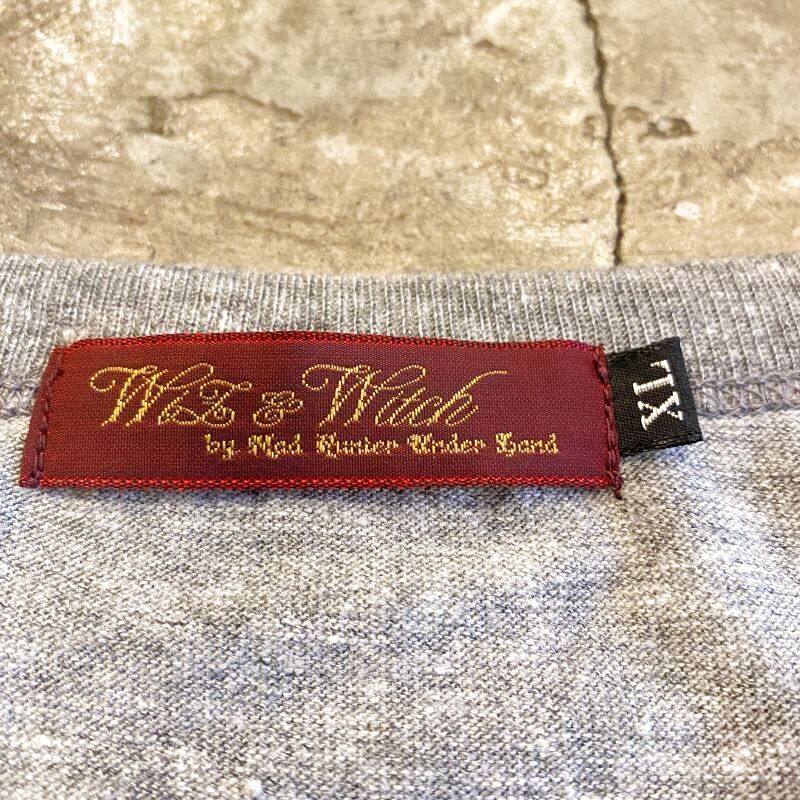 Wiz & Witch
by Mad Hunter Under Land
XL